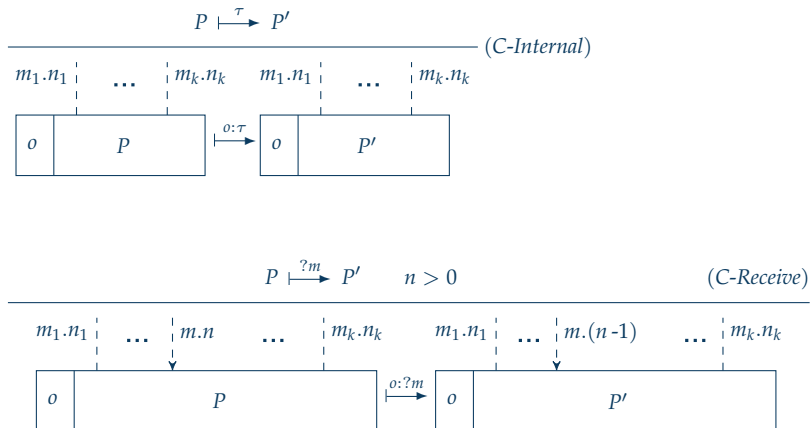 P ⟼τ P′
(C-Internal)
m₁.n₁ ... mₖ.nₖ m₁.n₁ ... mₖ.nₖ
o P ⟼o:τ o P′
P ⟼?m P′ n > 0 (C-Receive)
m₁.n₁ ... m.n ... mₖ.nₖ m₁.n₁ ... m.(n-1) ... mₖ.nₖ
o P ⟼o:?m o P′